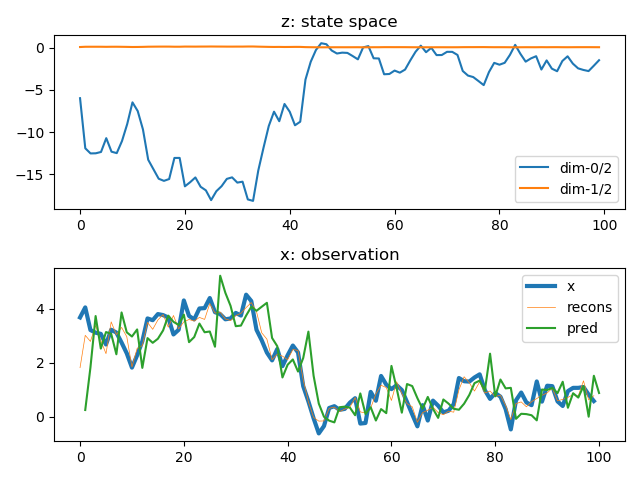 z: state space
0
−5
−10
−15
dim-0/2
dim-1/2
0 20 40 60 80 100
x: observation
4
2
0
x
recons
pred
0 20 40 60 80 100